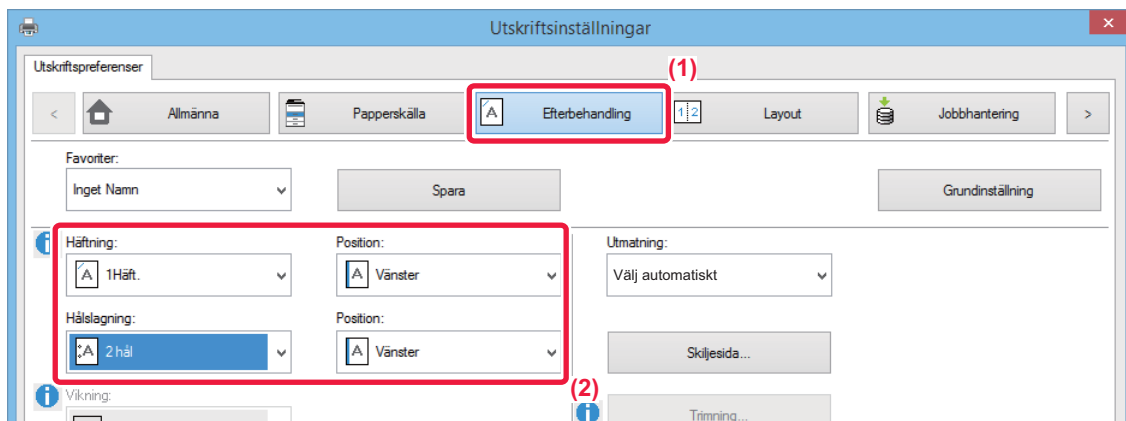 Utskriftsinställningar
Utskriftspreferenser
(1)
< Allmänna Papperskälla Efterbehandling Layout Jobbhantering >
Favoriter:
Inget Namn Spara Grundinställning
Häftning: Position: Utmatning:
1Häft. Vänster Välj automatiskt
Hålslagning: Position:
2 hål Vänster Skiljesida...
(2)
Vikning:
Trimning...